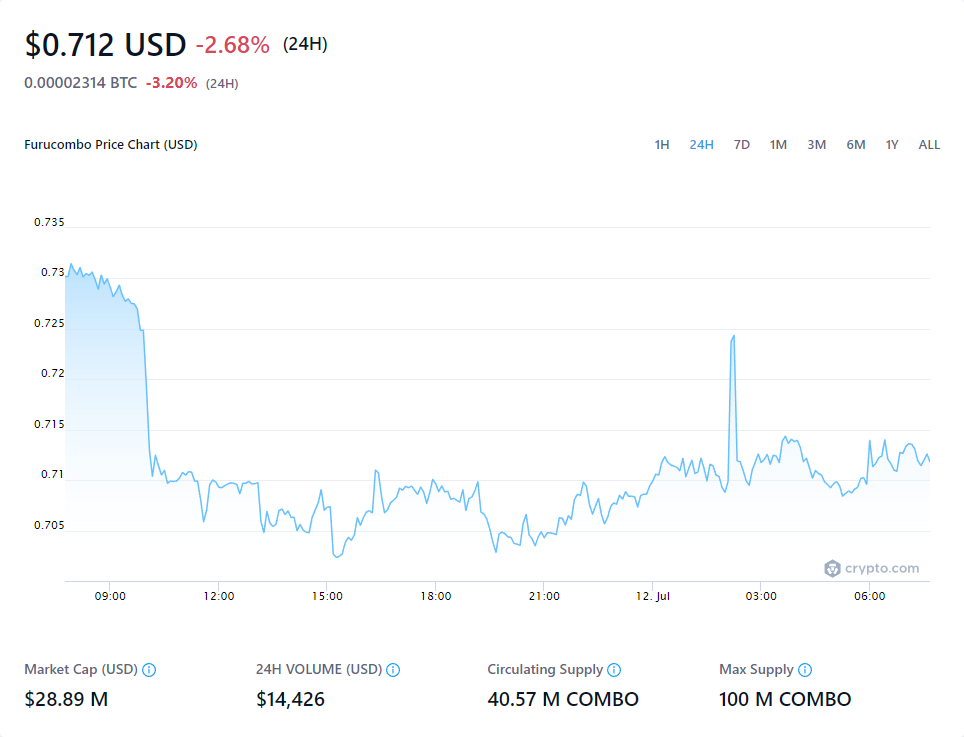 $0.712 USD -2.68% (24H)
0.00002314 BTC -3.20% (24H)
Furucombo Price Chart (USD) 1H 24H 7D 1M 3M 6M 1Y ALL
0.735
0.73
0.725
0.72
0.715
0.71
0.705
crypto.com
09:00 12:00 15:00 18:00 21:00 12. Jul 03:00 06:00
Market Cap (USD) 24H VOLUME (USD) Circulating Supply Max Supply
$28.89 M $14,426 40.57 M COMBO 100 M COMBO